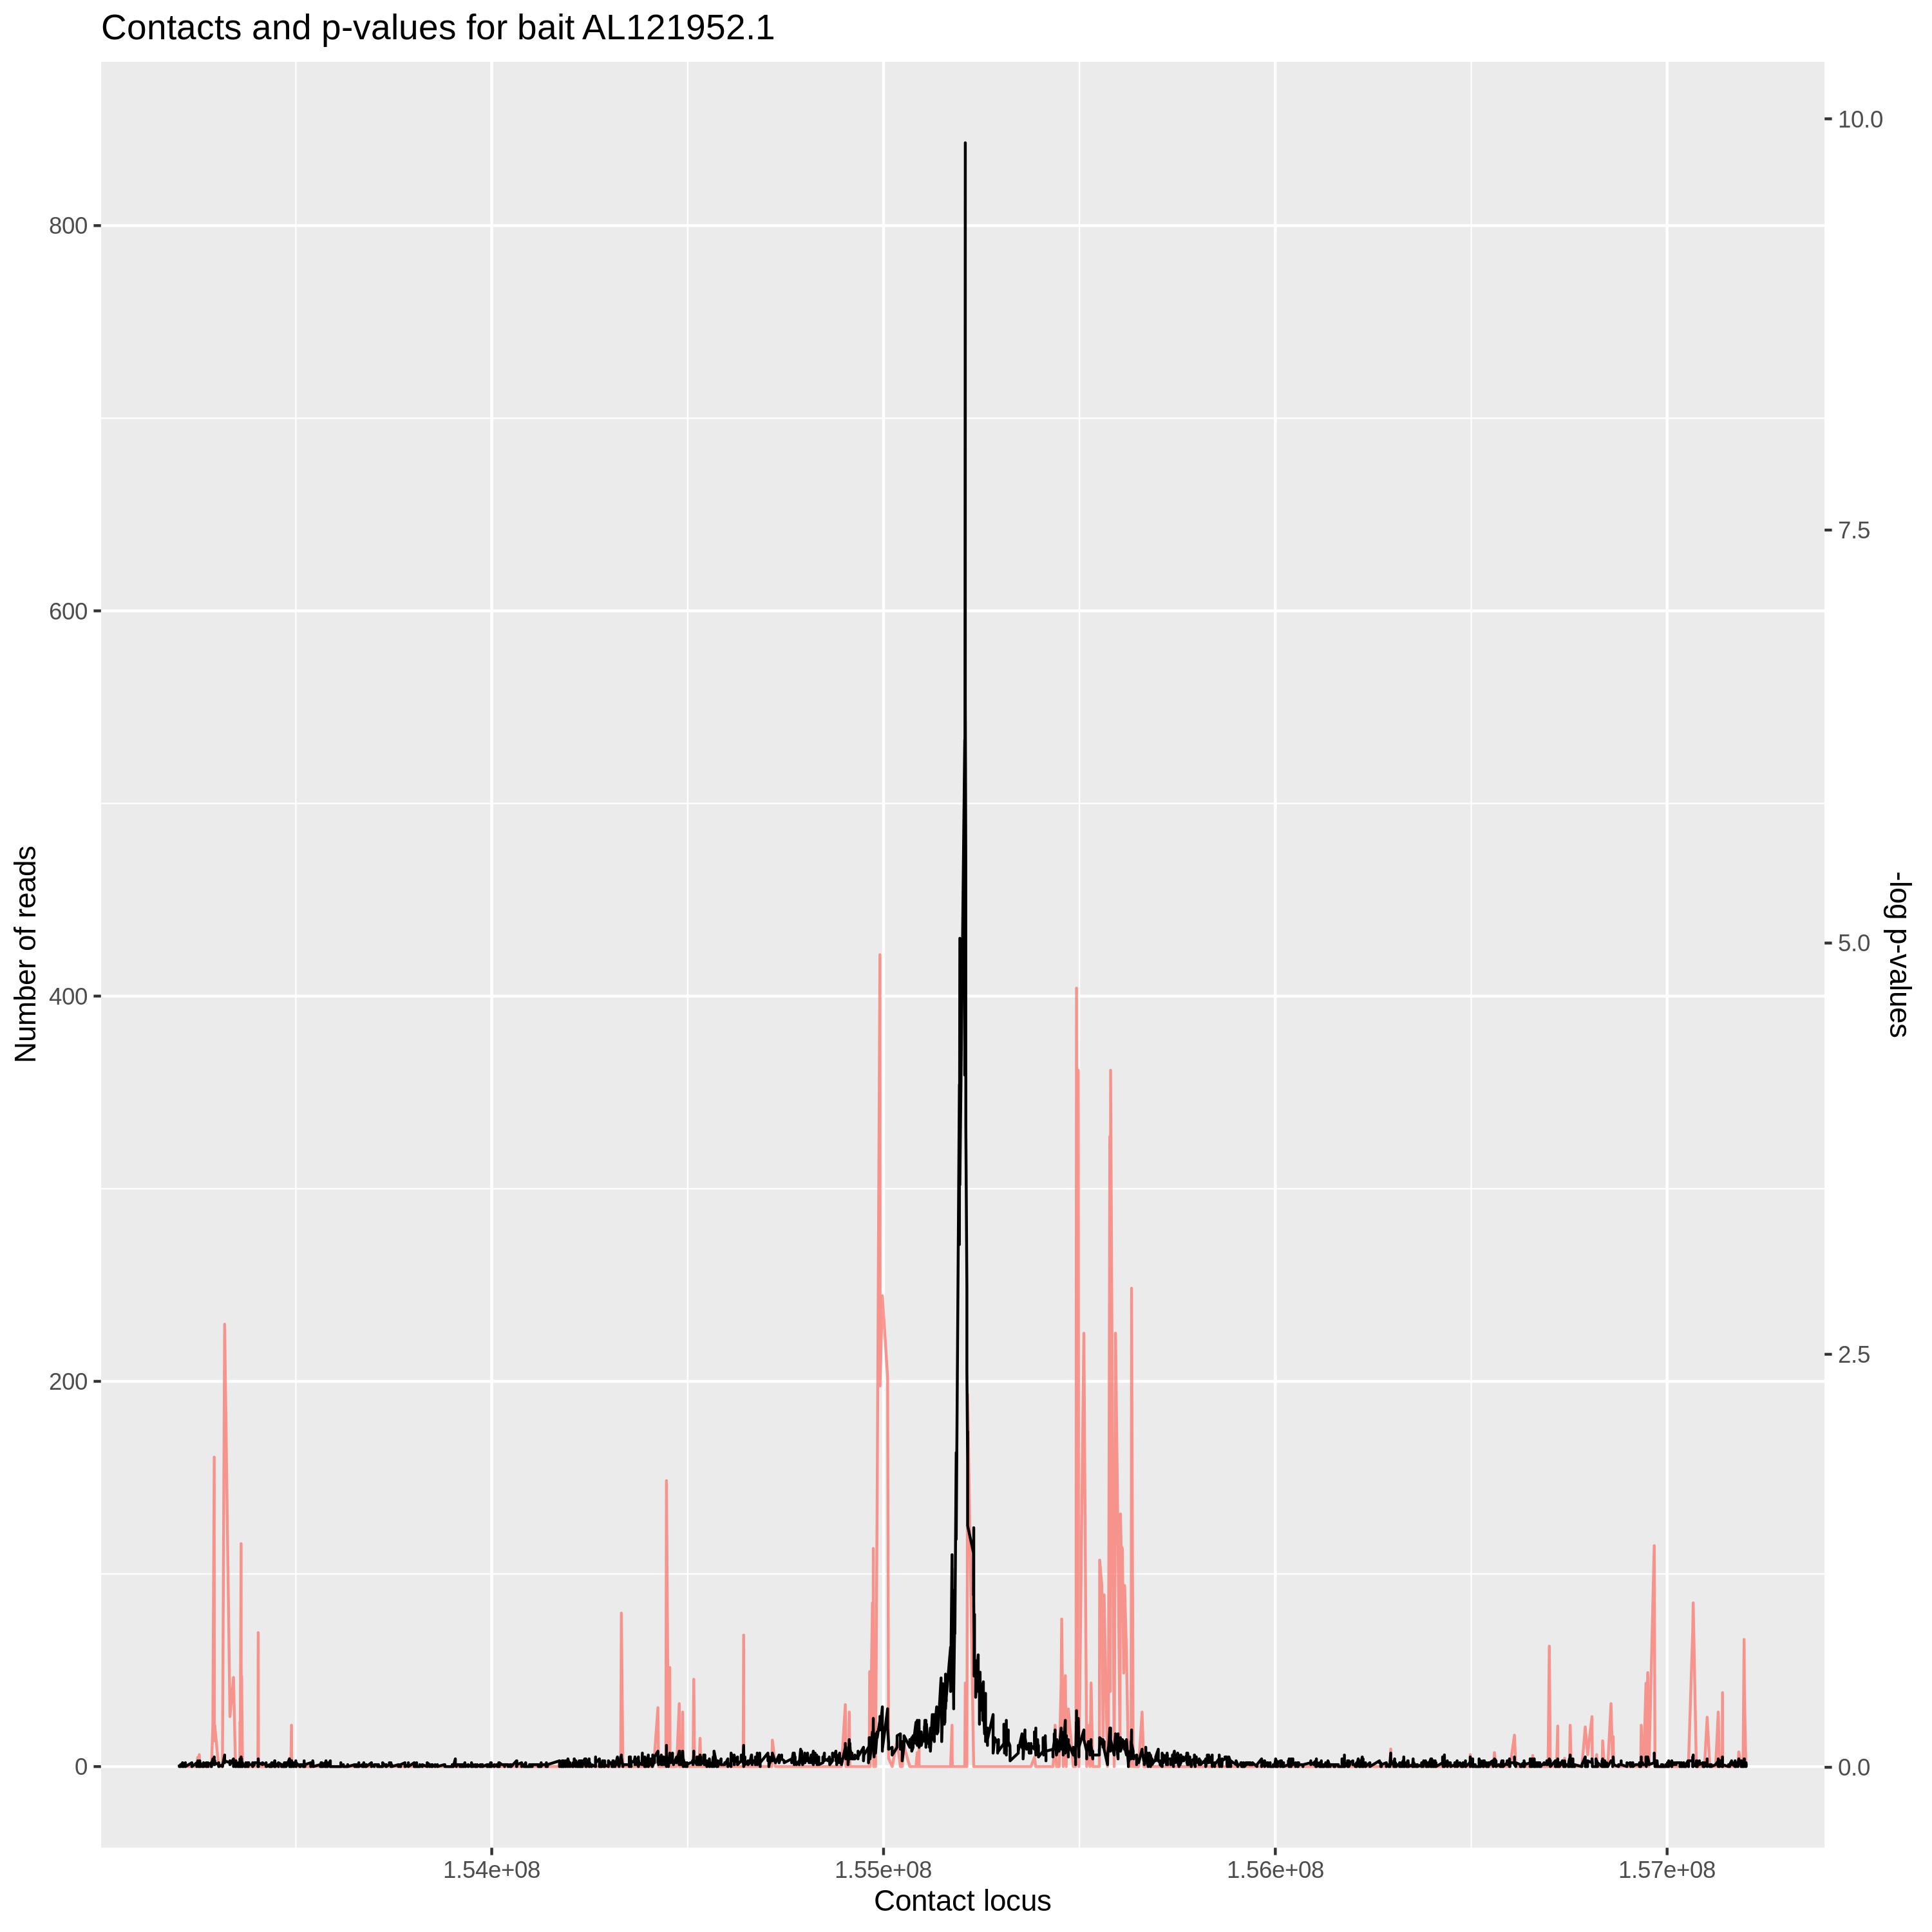 Contacts and p-values for bait AL121952.1
Number of reads
800
600
400
200
0
10.0
7.5
5.0
2.5
0.0
-log p-values
1.54e+08
1.55e+08
1.56e+08
1.57e+08
Contact locus